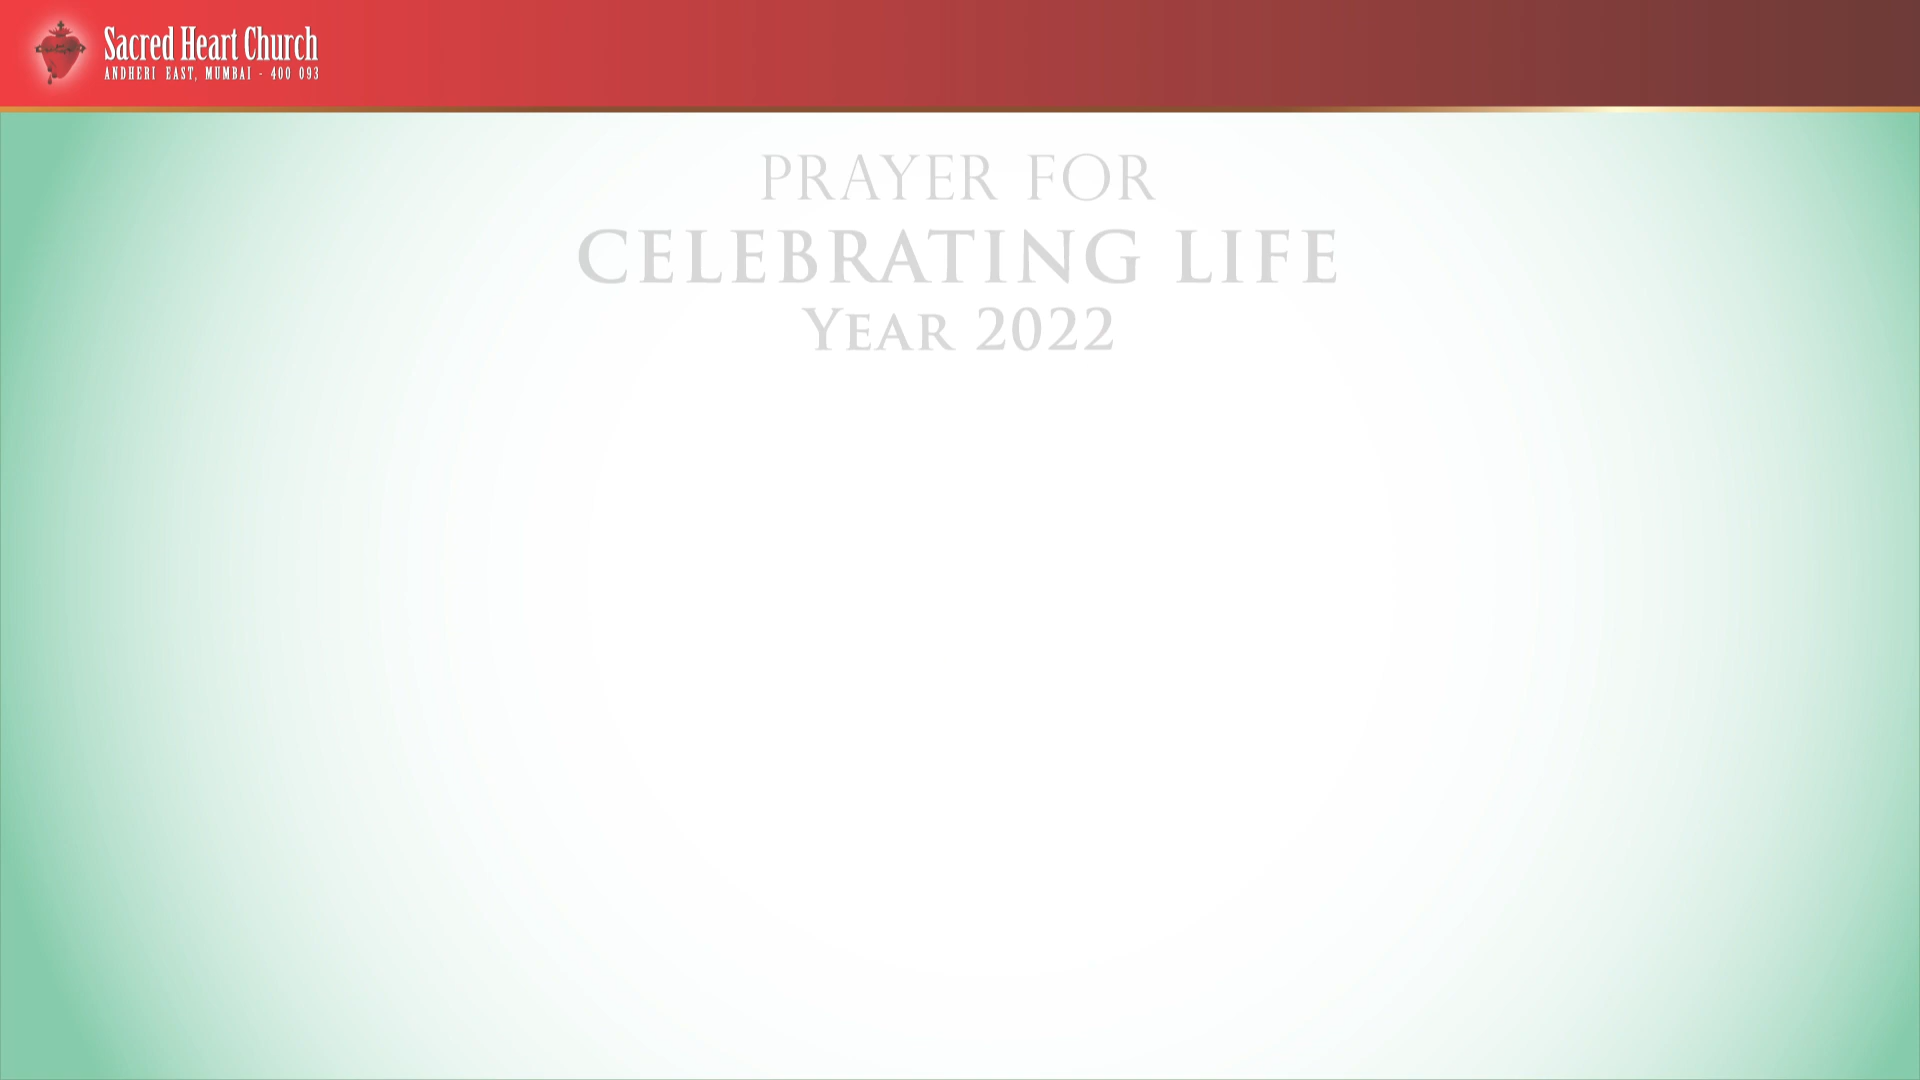 Sacred Heart Church
ANDHERI EAST, MUMBAI - 400 093
PRAYER FOR
CELEBRATING LIFE
YEAR 2022